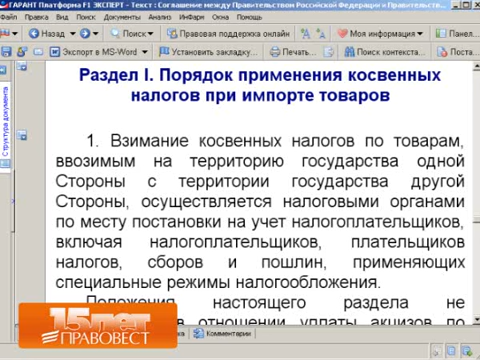 ГАРАНТ Платформа F1 ЭКСПЕРТ - Текст : Соглашение между Правительством Российской Федерации и Правительств...
Файл Правка Вид Документы Анализ ИнфАрм Окна Помощь
Назад Поиск Правовая поддержка онлайн Моя информация Панел
Экспорт в MS-Word Установить закладку... Печать... Поиск контекста... Поста...
Структура документа
Раздел I. Порядок применения косвенных
налогов при импорте товаров
1. Взимание косвенных налогов по товарам,
ввозимым на территорию государства одной
Стороны с территории государства другой
Стороны, осуществляется налоговыми органами
по месту постановки на учет налогоплательщиков,
включая налогоплательщиков, плательщиков
налогов, сборов и пошлин, применяющих
специальные режимы налогообложения.
Положения настоящего раздела не
в отношении уплаты акцизов по
Комментарии
15 лет
ПРАВОВЕСТ